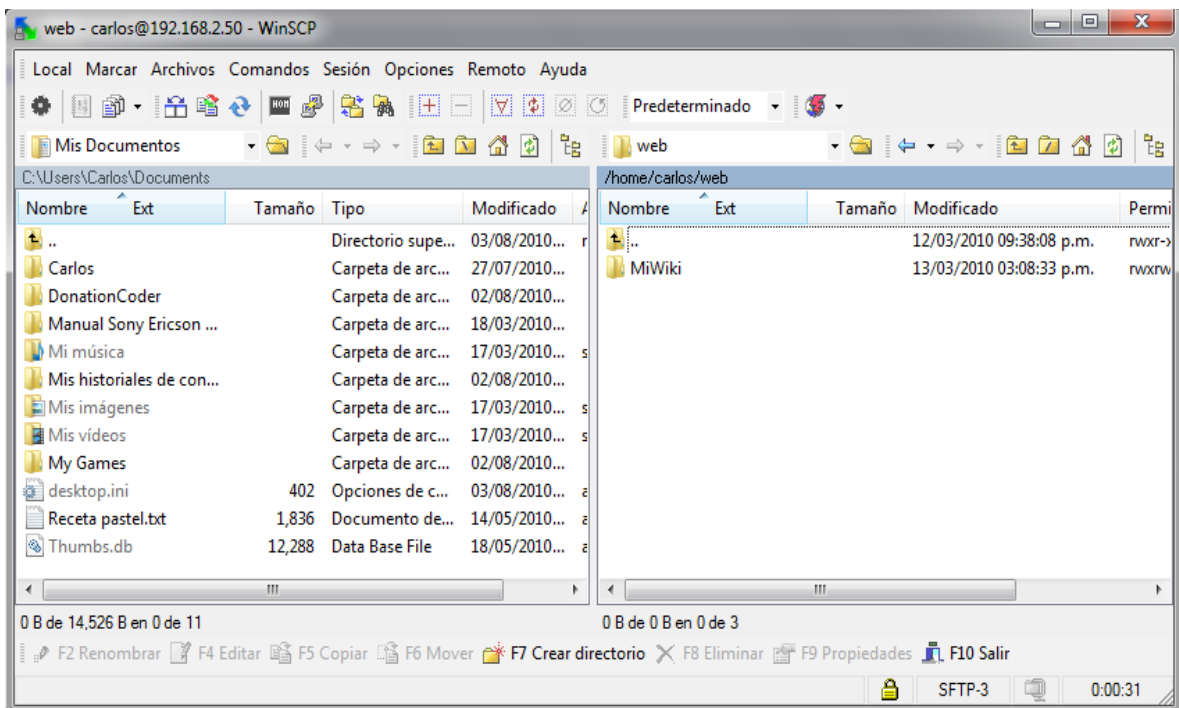 web - carlos@192.168.2.50 - WinSCP
Local Marcar Archivos Comandos Sesión Opciones Remoto Ayuda
Predeterminado
Mis Documentos
web
C:\Users\Carlos\Documents
/home/carlos/web
Nombre Ext Tamaño Tipo Modificado
Nombre Ext Tamaño Modificado Permi
.. Directorio supe... 03/08/2010... r
Carlos Carpeta de arc... 27/07/2010...
DonationCoder Carpeta de arc... 02/08/2010...
Manual Sony Ericson ... Carpeta de arc... 18/03/2010...
Mi música Carpeta de arc... 17/03/2010... s
Mis historiales de con... Carpeta de arc... 02/08/2010...
Mis imágenes Carpeta de arc... 17/03/2010... s
Mis vídeos Carpeta de arc... 17/03/2010... s
My Games Carpeta de arc... 02/08/2010...
desktop.ini 402 Opciones de c... 03/08/2010... a
Receta pastel.txt 1,836 Documento de... 14/05/2010... a
Thumbs.db 12,288 Data Base File 18/05/2010... a
.. 12/03/2010 09:38:08 p.m. rwxr-x
MiWiki 13/03/2010 03:08:33 p.m. rwxrw
0 B de 14,526 B en 0 de 11
0 B de 0 B en 0 de 3
F2 Renombrar F4 Editar F5 Copiar F6 Mover F7 Crear directorio F8 Eliminar F9 Propiedades F10 Salir
SFTP-3 0:00:31